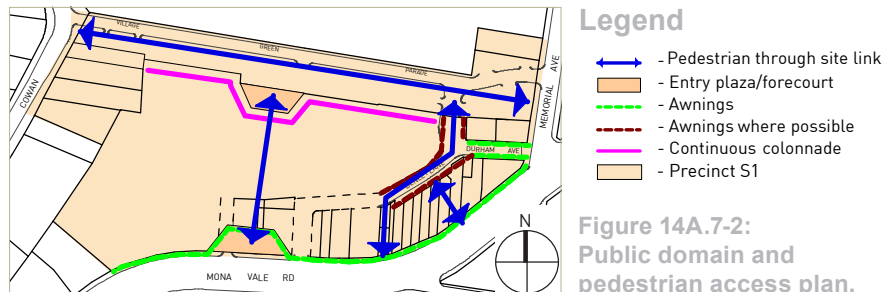 VILLAGE
GREEN
PARADE
COWAN
MEMORIAL AVE
DURHAM AVE
MONA VALE RD
N
Legend
- Pedestrian through site link
- Entry plaza/forecourt
- Awnings
- Awnings where possible
- Continuous colonnade
- Precinct S1
Figure 14A.7-2:
Public domain and
pedestrian access plan.